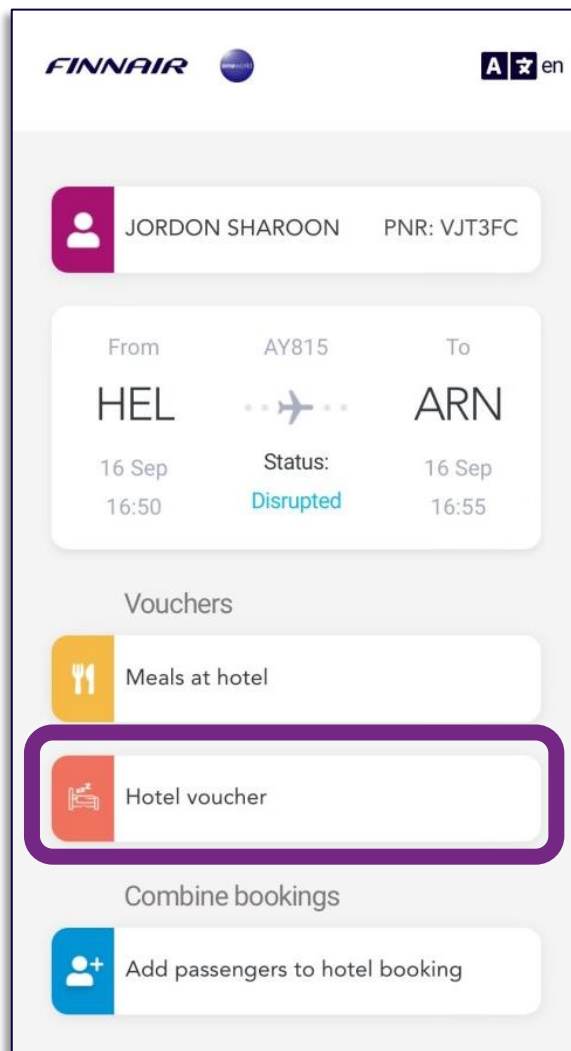 FINNAIR oneworld A 文 en
JORDON SHAROON PNR: VJT3FC
From AY815 To
HEL ARN
16 Sep Status: 16 Sep
16:50 Disrupted 16:55
Vouchers
Meals at hotel
Hotel voucher
Combine bookings
Add passengers to hotel booking